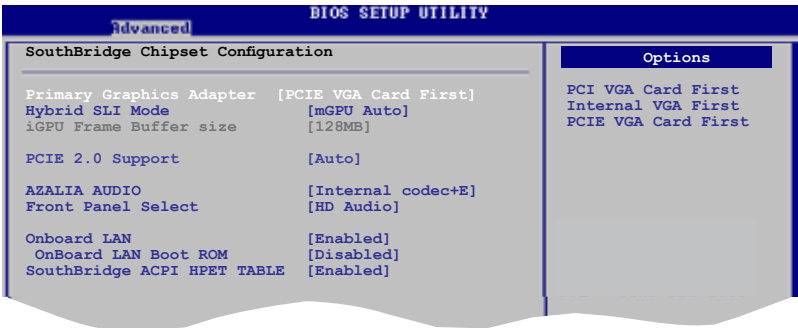 BIOS SETUP UTILITY
Advanced
SouthBridge Chipset Configuration
Primary Graphics Adapter [PCIE VGA Card First]
Hybrid SLI Mode [mGPU Auto]
iGPU Frame Buffer size [128MB]
PCIE 2.0 Support [Auto]
AZALIA AUDIO [Internal codec+E]
Front Panel Select [HD Audio]
Onboard LAN [Enabled]
OnBoard LAN Boot ROM [Disabled]
SouthBridge ACPI HPET TABLE [Enabled]
Options
PCI VGA Card First
Internal VGA First
PCIE VGA Card First